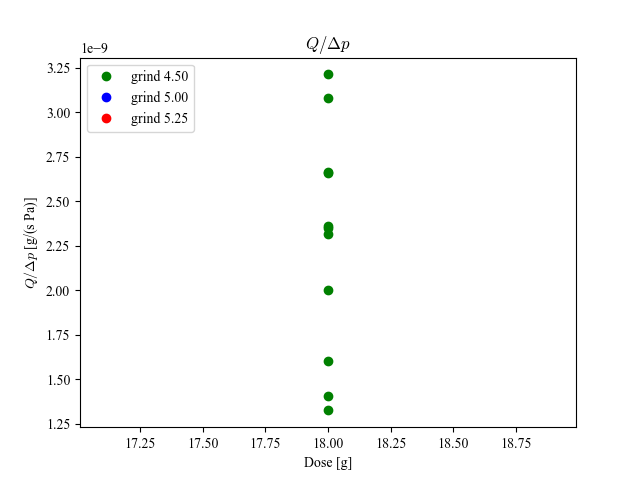 Q/Δp
1e−9
grind 4.50
grind 5.00
grind 5.25
3.25
3.00
2.75
2.50
2.25
2.00
1.75
1.50
1.25
Q/Δp [g/(s Pa)]
17.25 17.50 17.75 18.00 18.25 18.50 18.75
Dose [g]